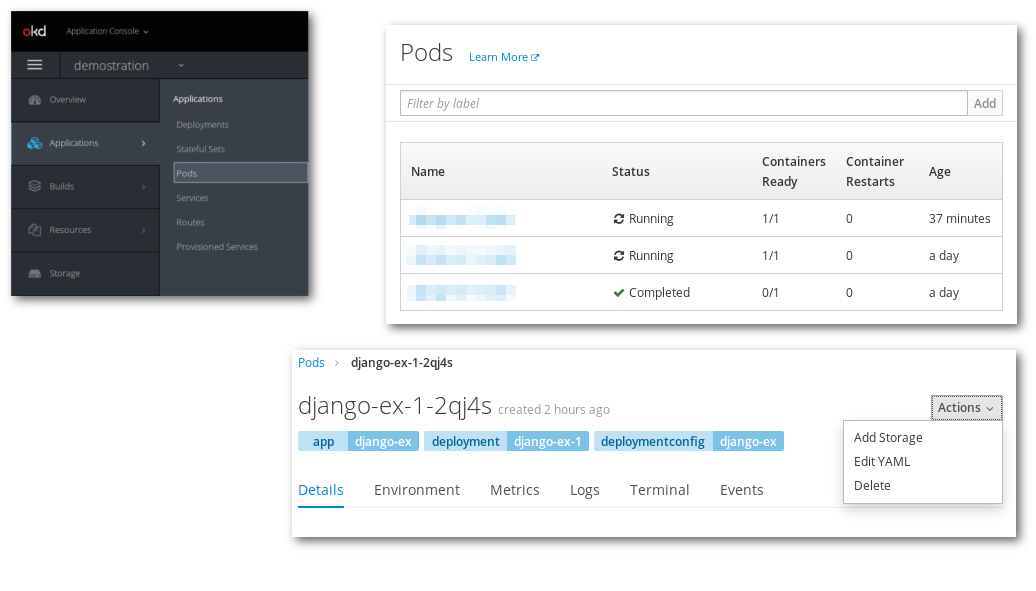 okd Application Console
demostration
Overview
Applications
Builds
Resources
Storage
Applications
Deployments
Stateful Sets
Pods
Services
Routes
Provisioned Services
Pods Learn More
Filter by label Add
Name Status Containers Ready Container Restarts Age
Running 1/1 0 37 minutes
Running 1/1 0 a day
Completed 0/1 0 a day
Pods > django-ex-1-2qj4s
django-ex-1-2qj4s created 2 hours ago
Actions
app django-ex deployment django-ex-1 deploymentconfig django-ex
Add Storage
Edit YAML
Delete
Details Environment Metrics Logs Terminal Events